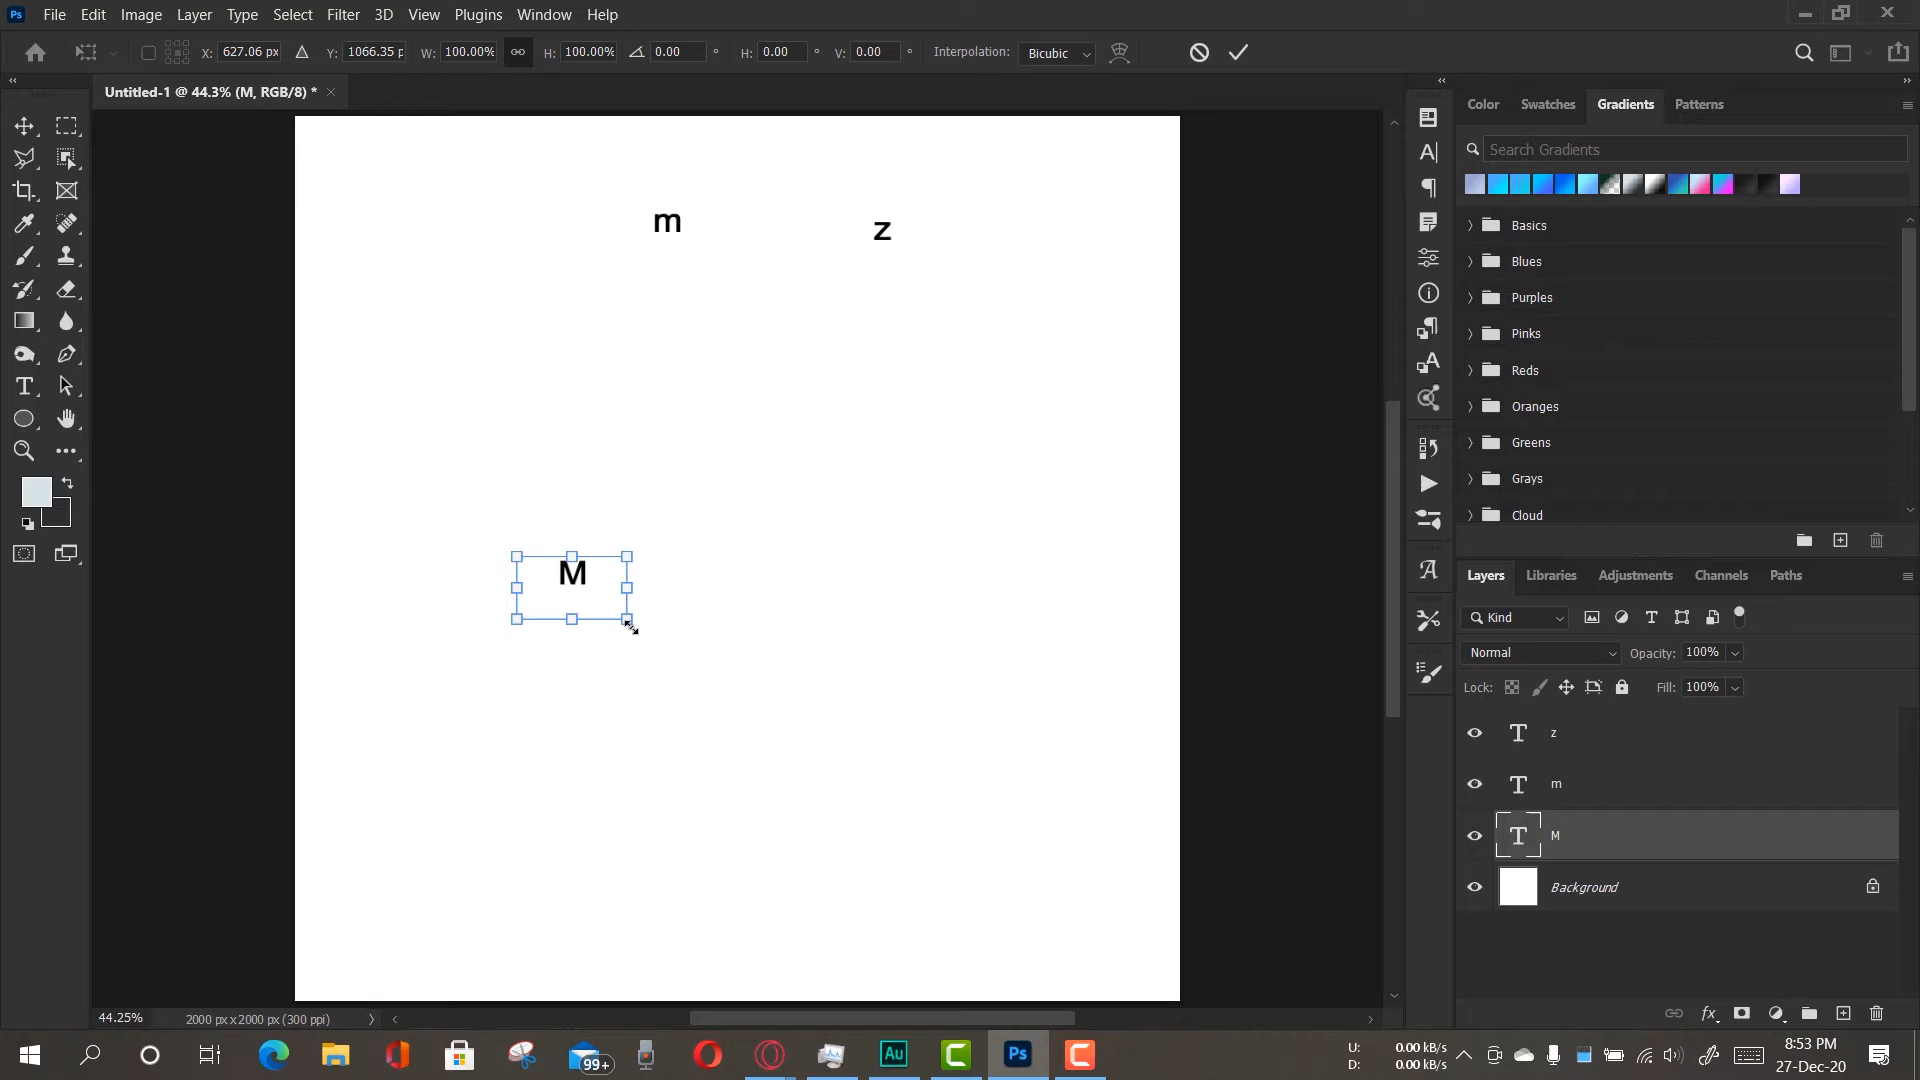 Ps File Edit Image Layer Type Select Filter 3D View Plugins Window Help
X: 627.06 px Y: 1066.35 p W: 100.00% H: 100.00% 0.00 ° H: 0.00 ° V: 0.00 ° Interpolation: Bicubic
Untitled-1 @ 44.3% (M, RGB/8) *
Color Swatches Gradients Patterns
Search Gradients
m
z
Basics
Blues
Purples
Pinks
Reds
Oranges
Greens
Grays
Cloud
M
Layers Libraries Adjustments Channels Paths
Kind
Normal Opacity: 100%
Lock: Fill: 100%
z
m
M
Background
44.25% 2000 px x 2000 px (300 ppi)
99+ Au Ps
U: 0.00 kB/s
D: 0.00 kB/s
8:53 PM
27-Dec-20